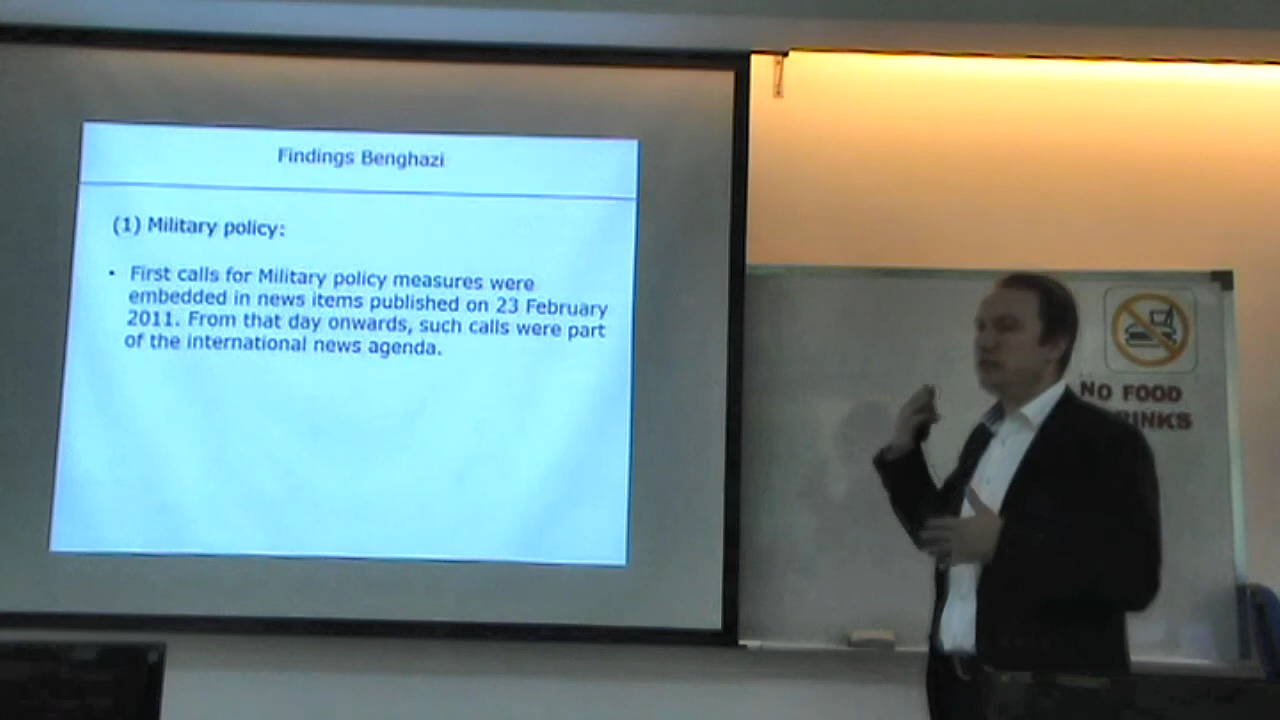 Findings Benghazi
(1) Military policy:
• First calls for Military policy measures were
embedded in news items published on 23 February
2011. From that day onwards, such calls were part
of the international news agenda.
NO FOOD
RINKS